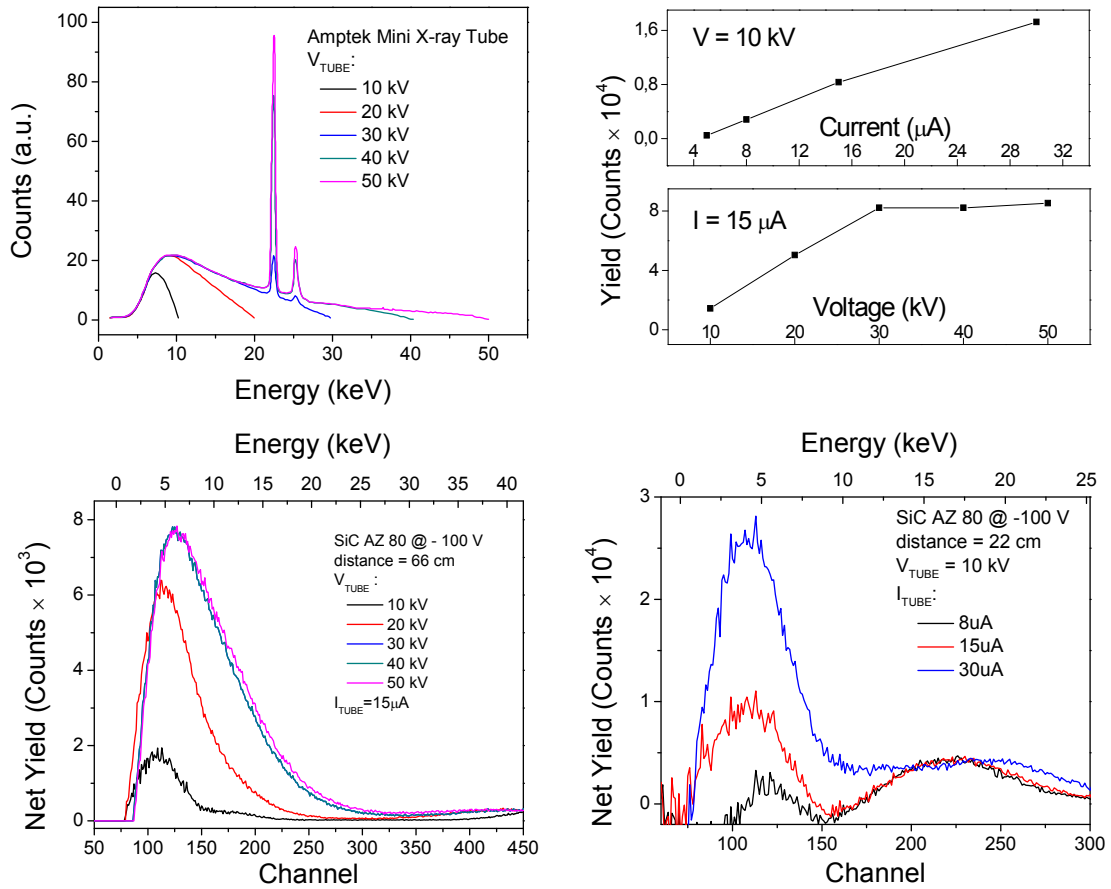 Amptek Mini X-ray Tube
V_TUBE:
10 kV
20 kV
30 kV
40 kV
50 kV
100
80
60
40
20
0
Counts (a.u.)
0 10 20 30 40 50
Energy (keV)
V = 10 kV
1,6
0,8
0,0
Current (μA)
4 8 12 16 20 24 28 32
I = 15 μA
8
4
0
Voltage (kV)
10 20 30 40 50
Yield (Counts × 10⁴)
Energy (keV)
0 5 10 15 20 25 30 35 40
SiC AZ 80 @ - 100 V
distance = 66 cm
V_TUBE :
10 kV
20 kV
30 kV
40 kV
50 kV
I_TUBE=15μA
8
6
4
2
0
Net Yield (Counts × 10³)
50 100 150 200 250 300 350 400 450
Channel
Energy (keV)
0 5 10 15 20 25
SiC AZ 80 @ -100 V
distance = 22 cm
V_TUBE = 10 kV
I_TUBE:
8uA
15uA
30uA
3
2
1
0
Net Yield (Counts × 10⁴)
100 150 200 250 300
Channel